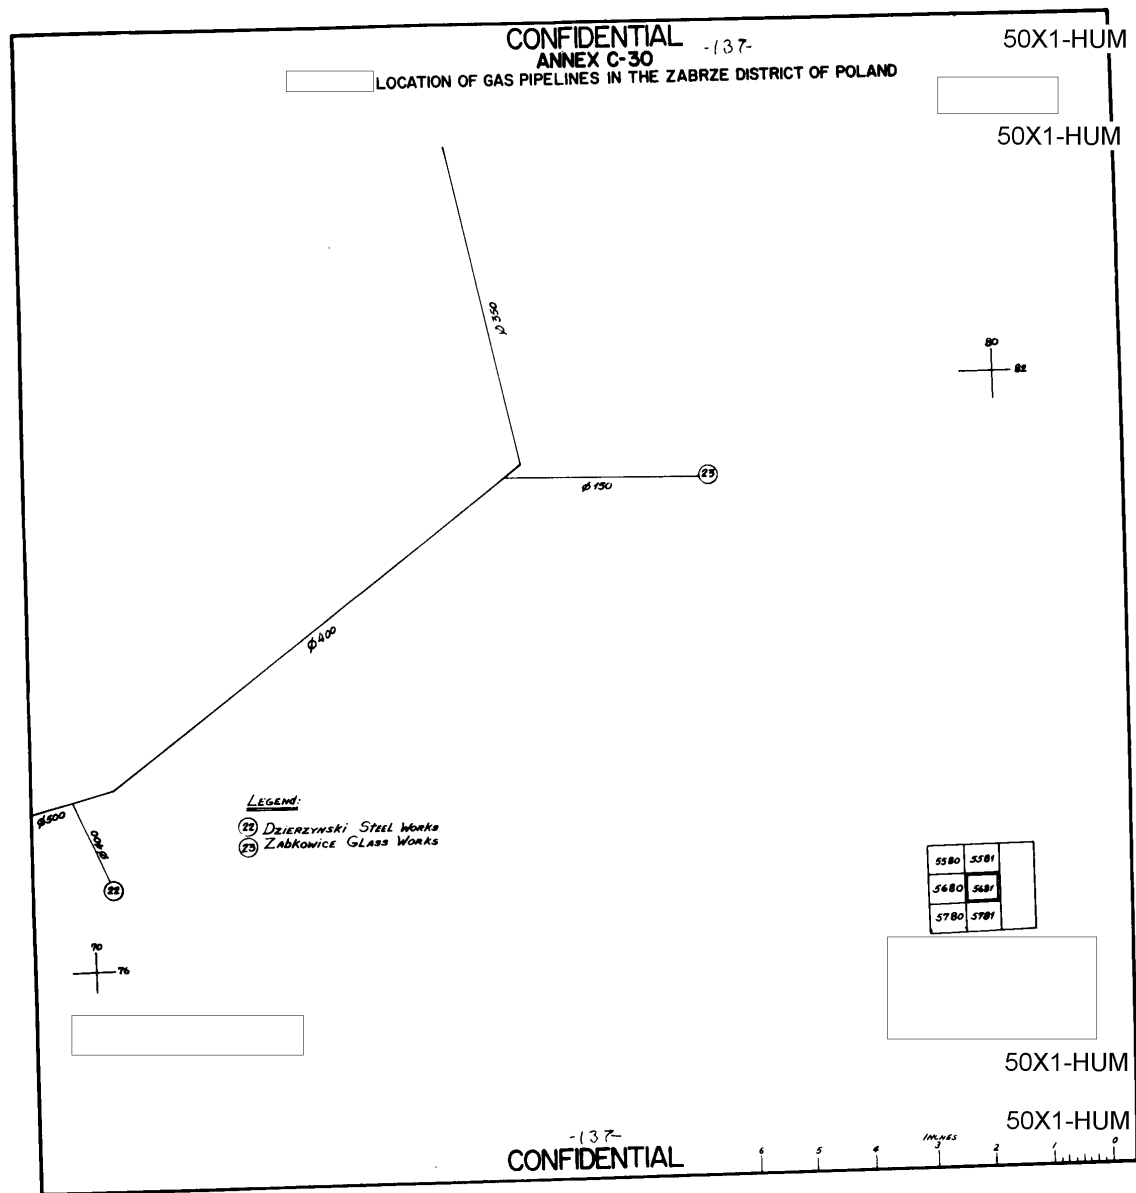 CONFIDENTIAL -137- 50X1-HUM
ANNEX C-30
LOCATION OF GAS PIPELINES IN THE ZABRZE DISTRICT OF POLAND
50X1-HUM
Ø 350
80
82
23
Ø 150
Ø 400
Ø500
Ø 400
22
LEGEND:
22 DZIERZYNSKI STEEL WORKS
23 ZABKOWICE GLASS WORKS
5580 5581
5680 5681
5780 5781
70
76
50X1-HUM
50X1-HUM
-137-
CONFIDENTIAL
INCHES
6 5 4 3 2 1 0